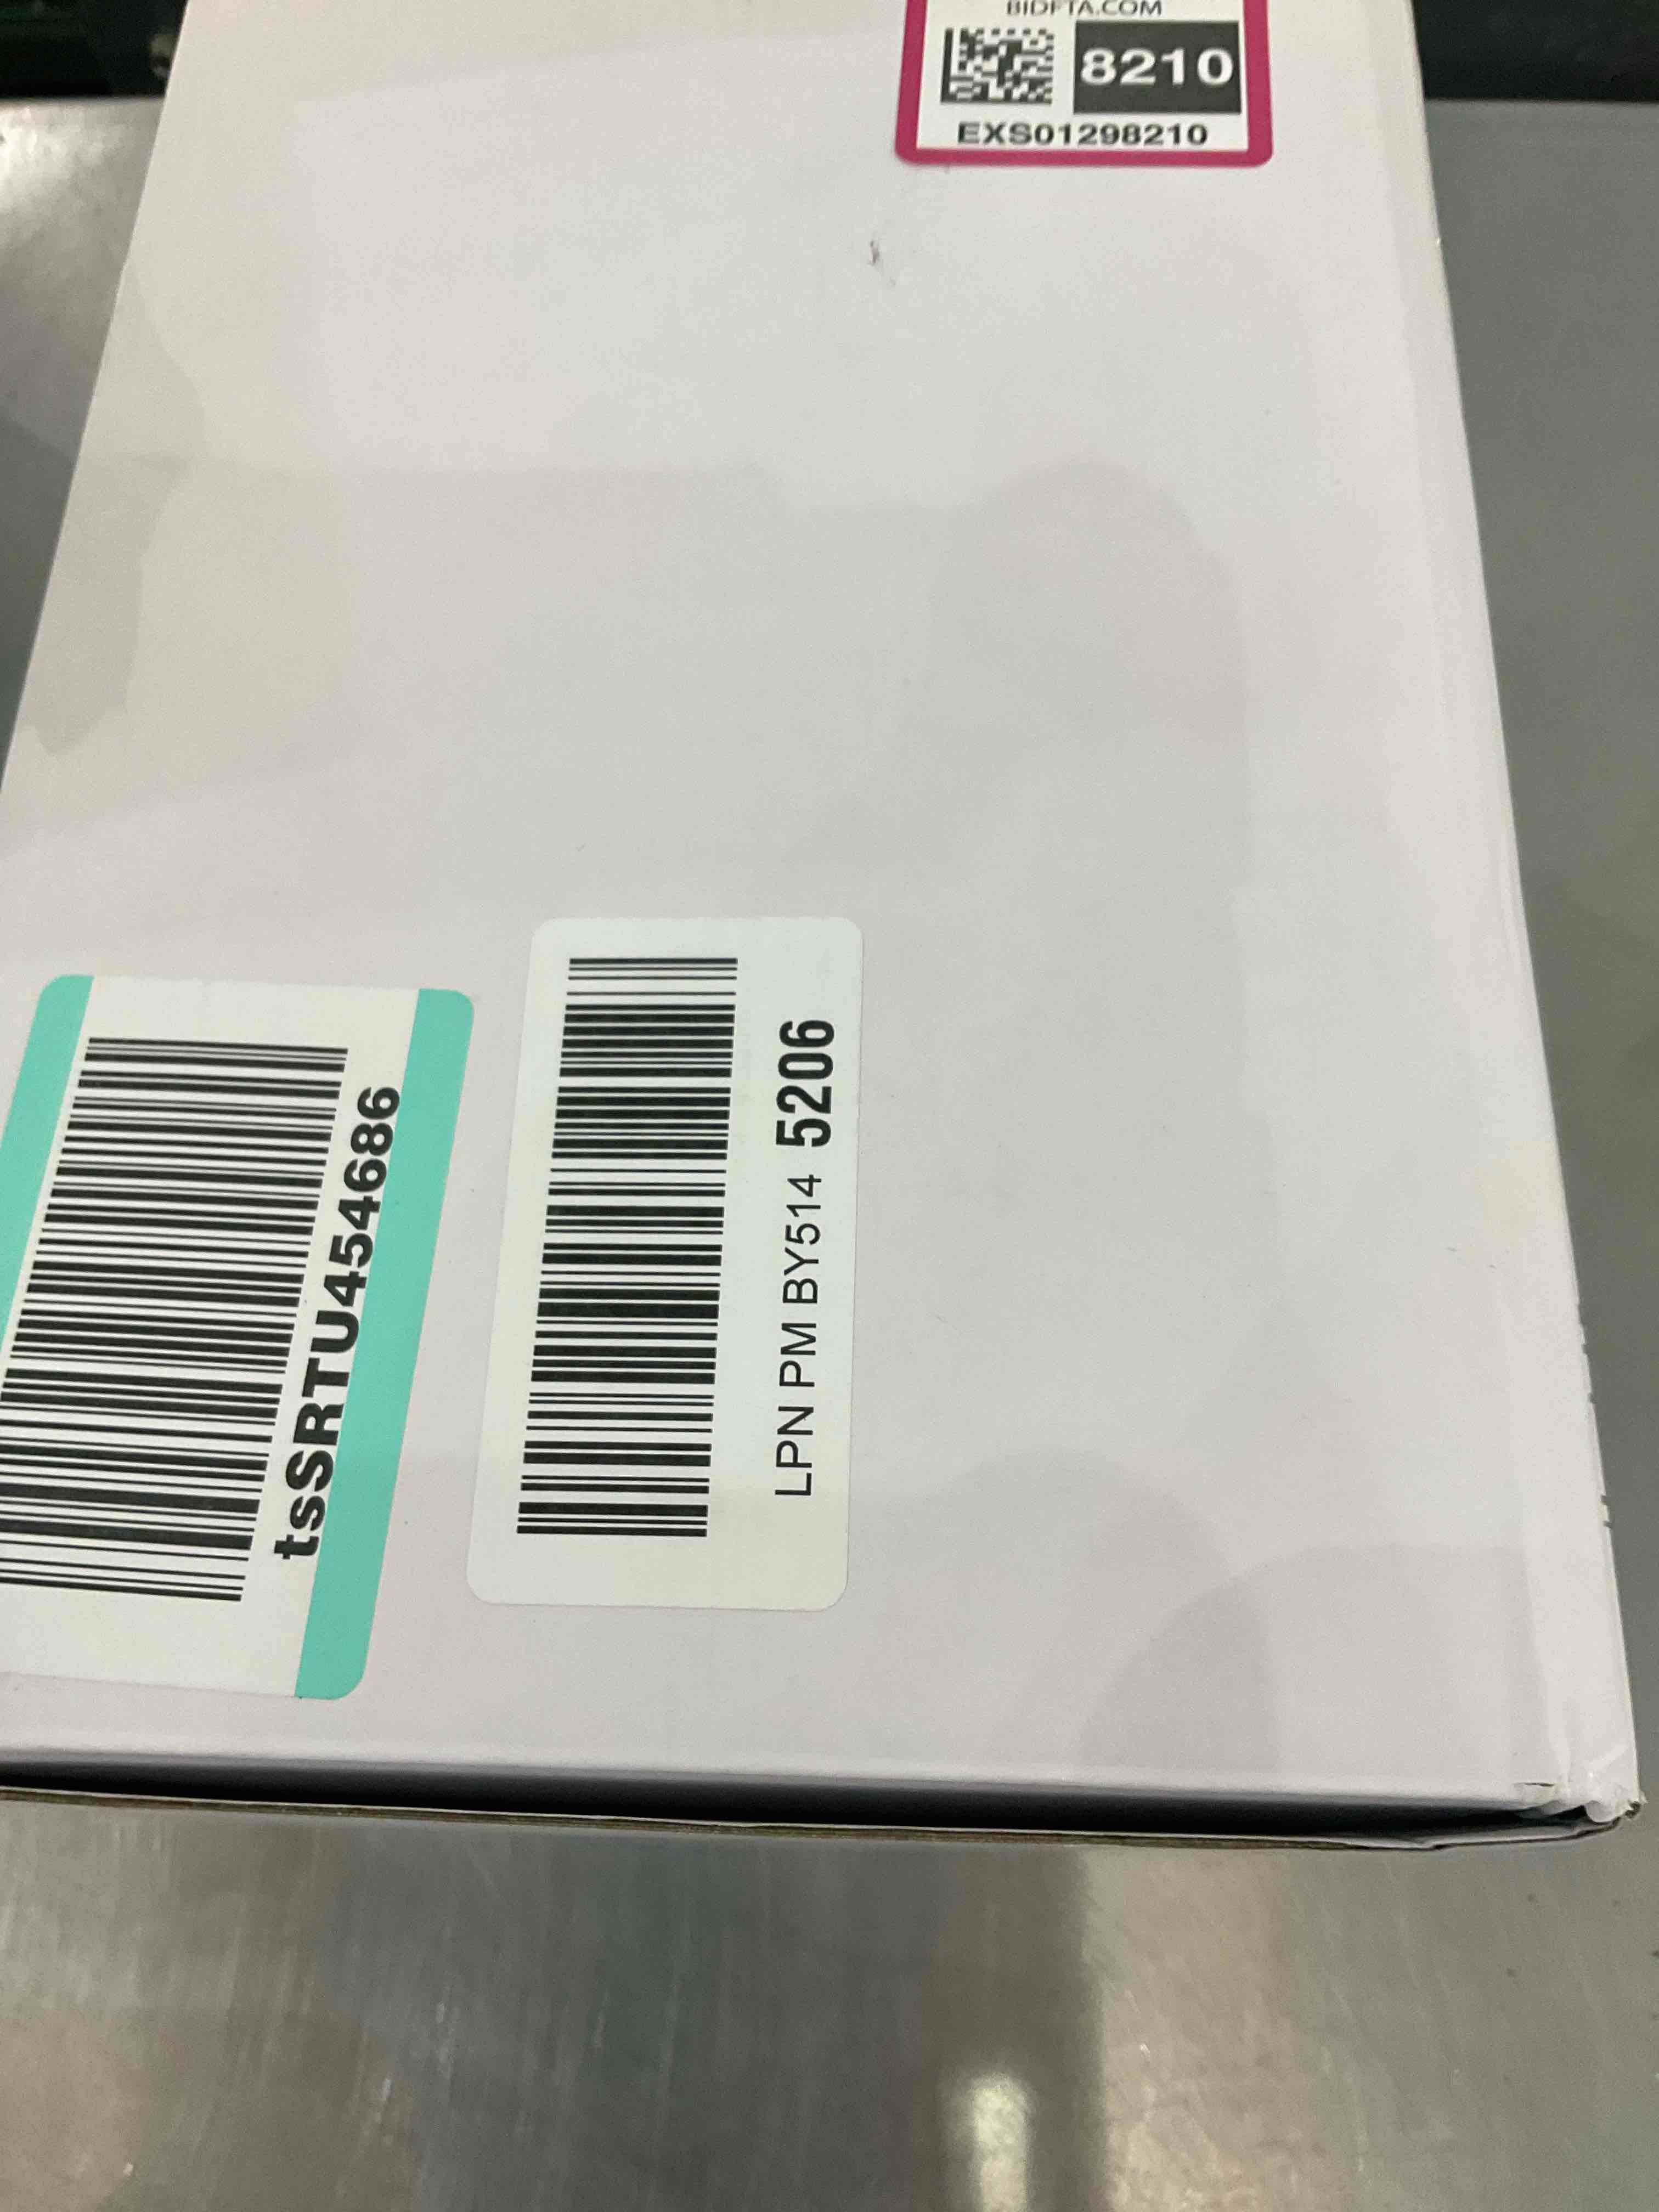 BIDFTA.COM
8210
EXS01298210
tsSRTU454686
LPN PM BY514 5206